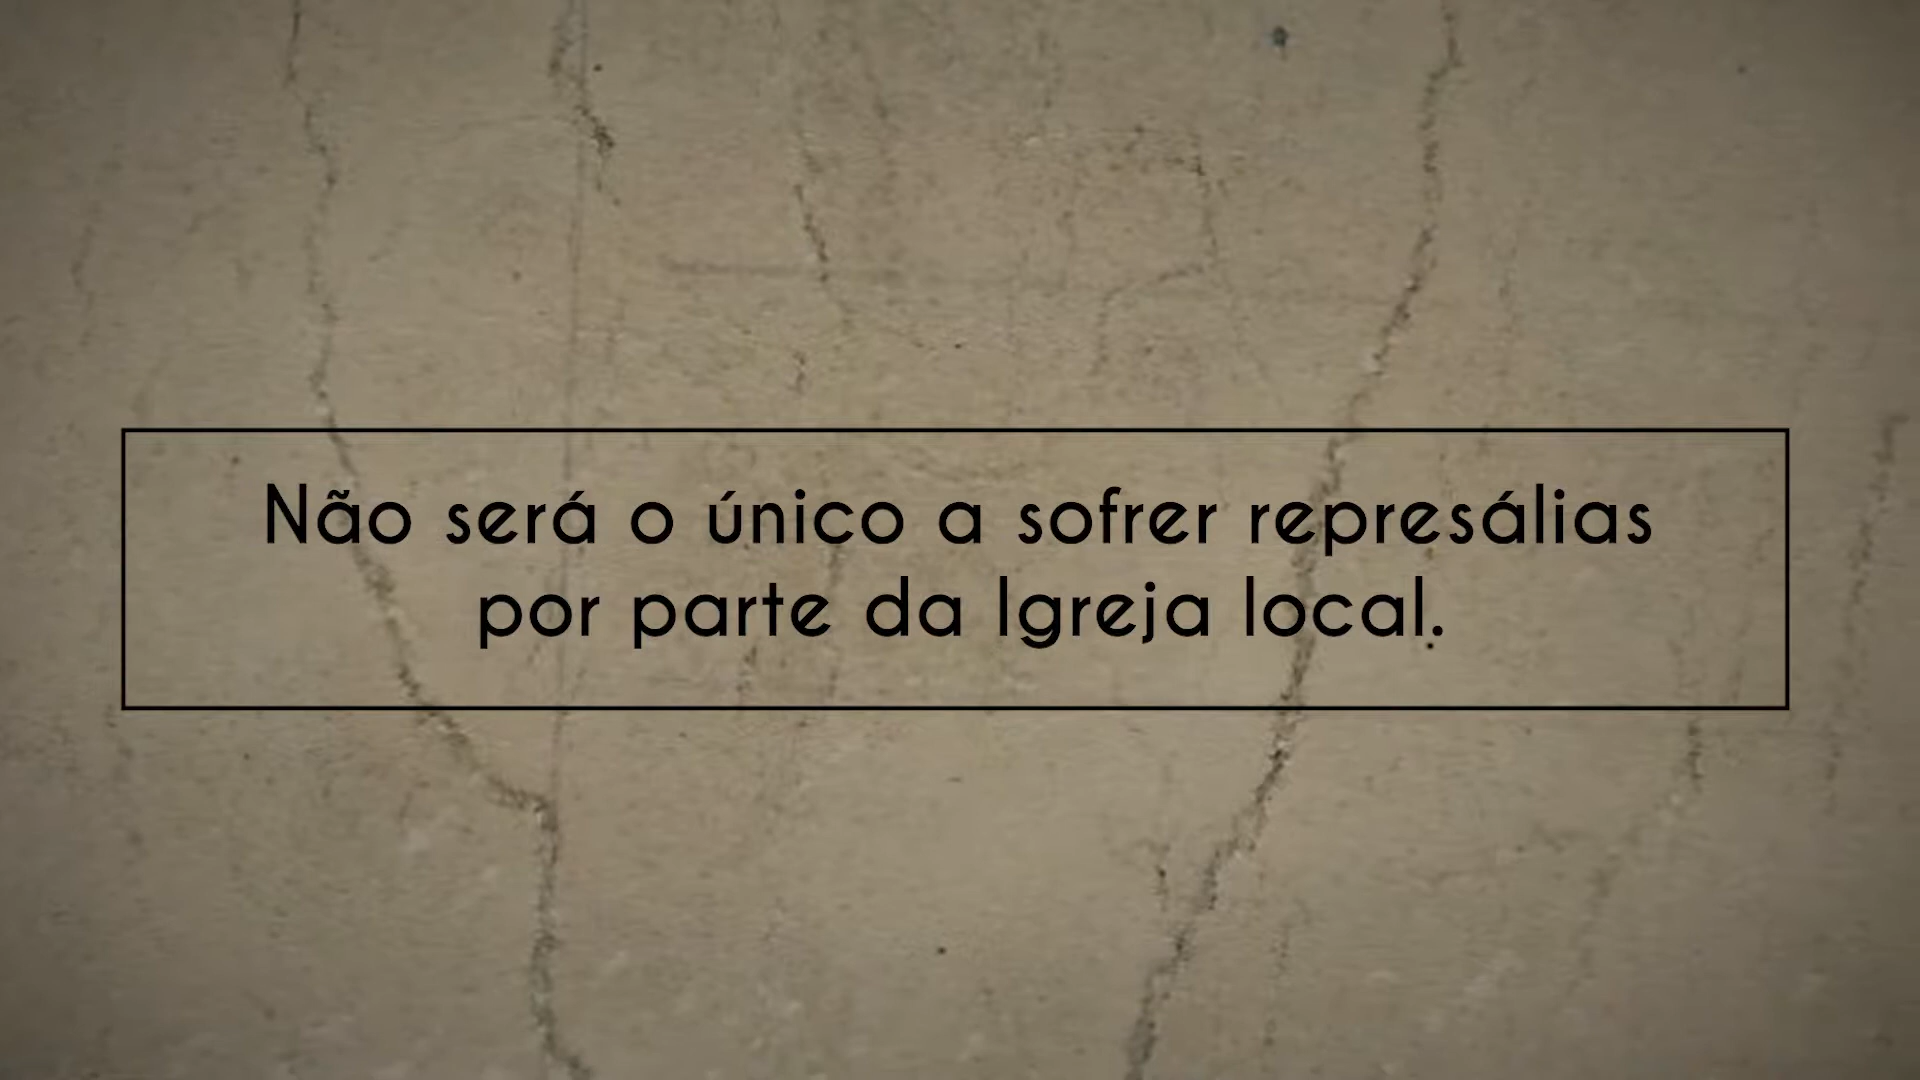 Não será o único a sofrer represálias
por parte da Igreja local.